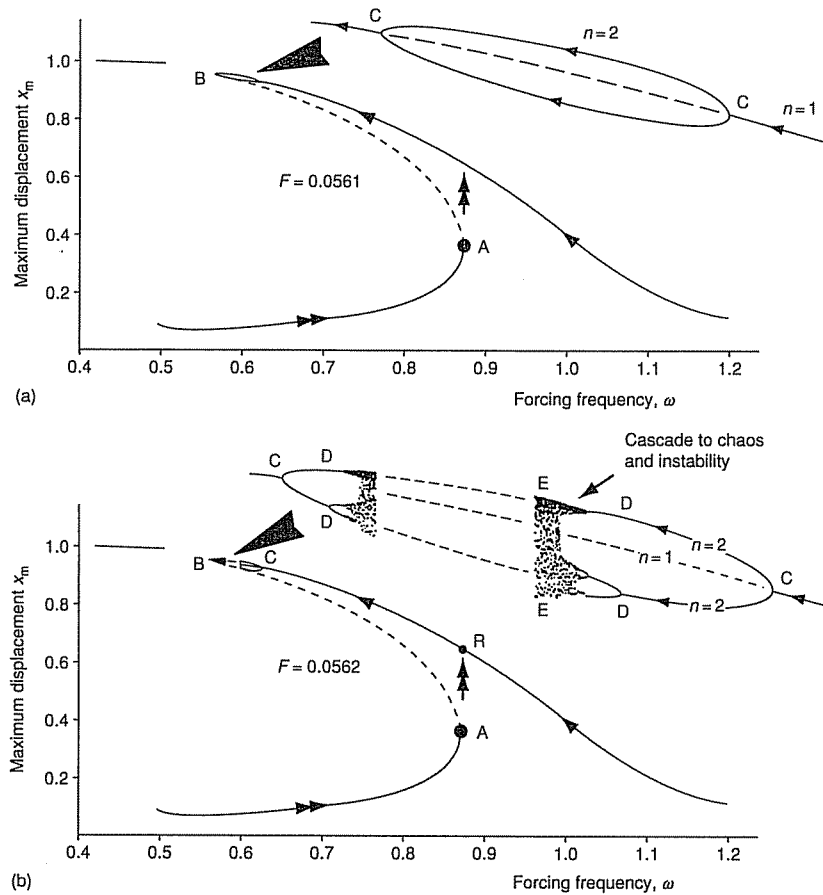 C
n = 2
1.0
B
C
n = 1
0.8
F = 0.0561
0.6
Maximum displacement xm
0.4
A
0.2
0.4
0.5
0.6
0.7
0.8
0.9
1.0
1.1
1.2
(a)
Forcing frequency, ω
Cascade to chaos
and instability
C
D
E
D
D
n = 2
1.0
B
C
n = 1
C
0.8
E
D
n = 2
R
F = 0.0562
0.6
Maximum displacement xm
0.4
A
0.2
0.4
0.5
0.6
0.7
0.8
0.9
1.0
1.1
1.2
(b)
Forcing frequency, ω